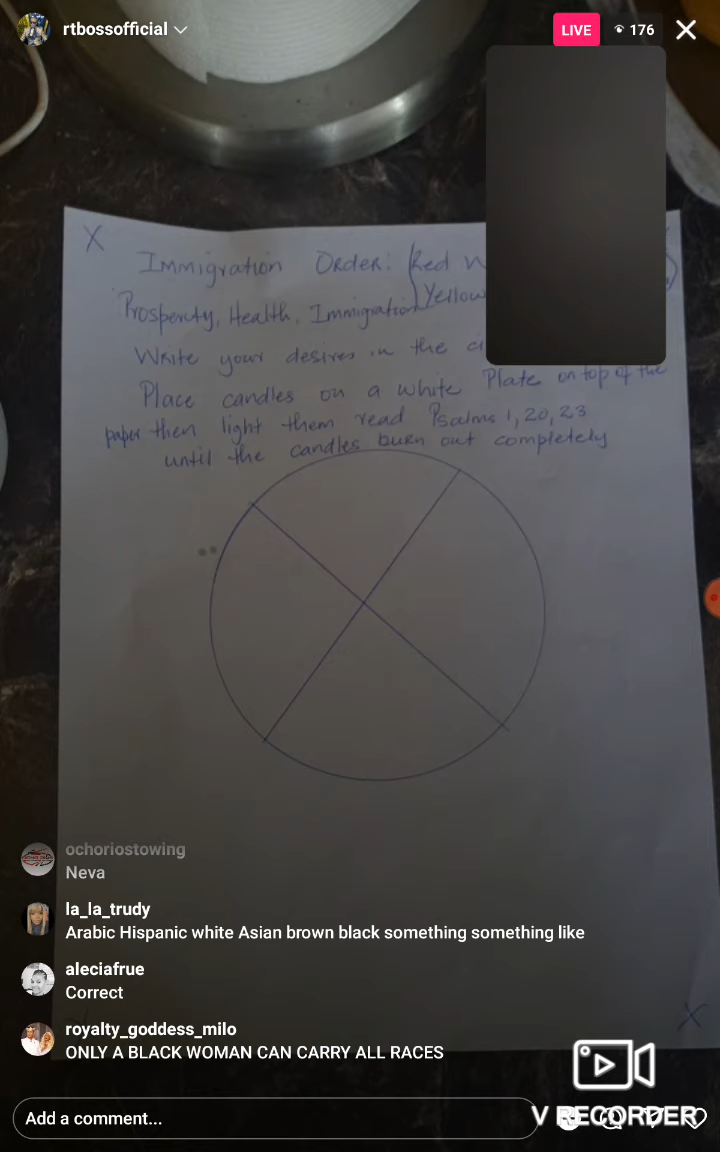 rtbossofficial
LIVE
176
X
Immigration Order: (Red
Prosperity, Health, Immigration Yellow
Write your desires in the
Place candles on a white Plate on top of the
paper then light them read Psalms 1, 20, 23
until the candles burn out completely
ochoriostowing
Neva
la_la_trudy
Arabic Hispanic white Asian brown black something something like
aleciafrue
Correct
royalty_goddess_milo
ONLY A BLACK WOMAN CAN CARRY ALL RACES
X
Add a comment...
V RECORDER